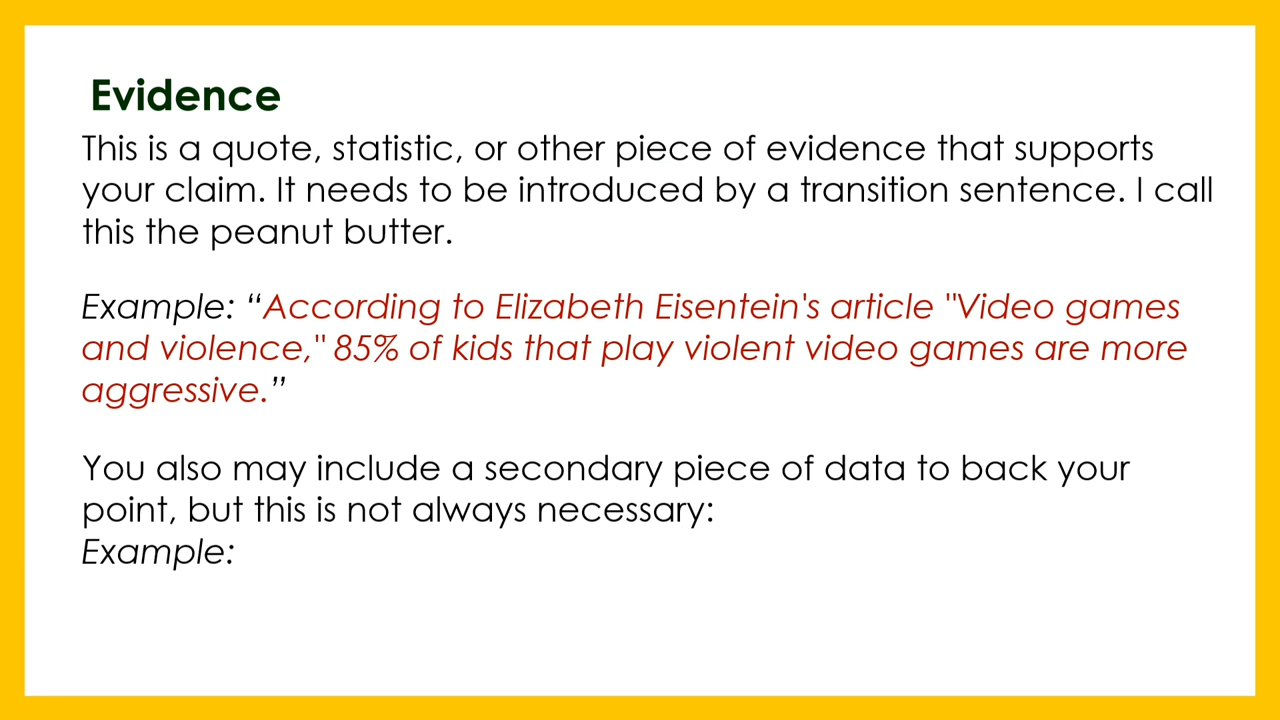 Evidence
This is a quote, statistic, or other piece of evidence that supports
your claim. It needs to be introduced by a transition sentence. I call
this the peanut butter.
Example: “According to Elizabeth Eisentein's article "Video games
and violence," 85% of kids that play violent video games are more
aggressive.”
You also may include a secondary piece of data to back your
point, but this is not always necessary:
Example: